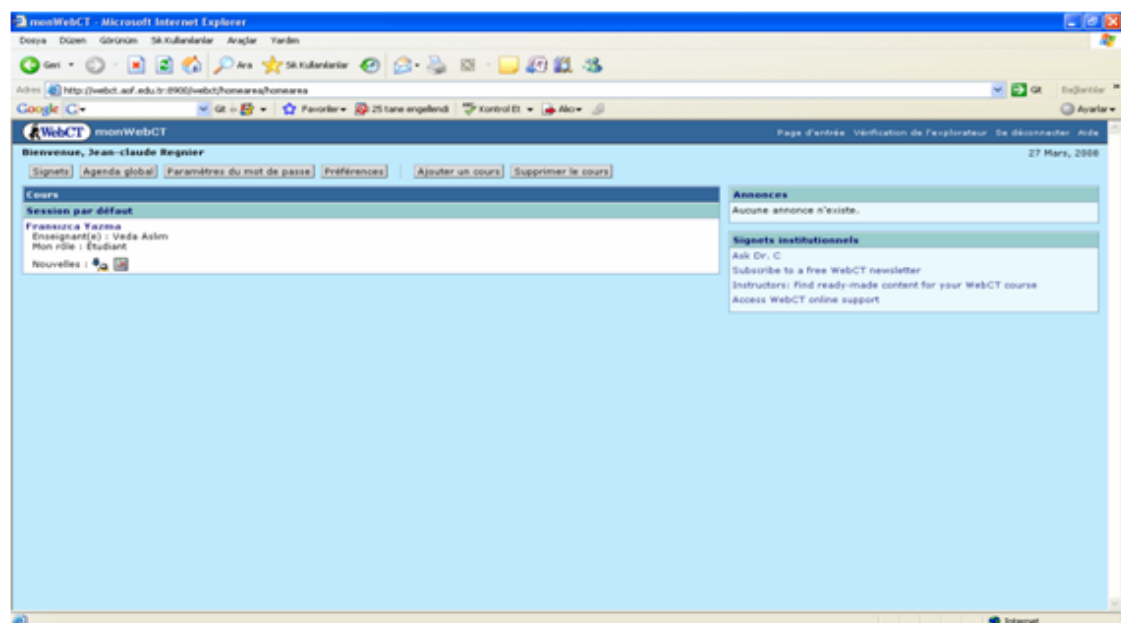 monWebCT - Microsoft Internet Explorer
Dosya Düzen Görünüm Sık Kullanılanlar Araçlar Yardım
Geri Ara Sık Kullanılanlar
Adres http://webct.aof.edu.tr:8900/webct/homearea/homearea Git Bağlantılar
Google Git Favoriler 25 tane engellendi Kontrol Et Ayarlar
WebCT monWebCT Page d'entrée Vérification de l'explorateur Se déconnecter Aide
Bienvenue, Jean-claude Regnier 27 Mars, 2008
Signets Agenda global Paramètres du mot de passe Préférences Ajouter un cours Supprimer le cours
Cours
Session par défaut
Fransızca Yazma
Enseignant(e) : Veda Aslım
Mon rôle : Étudiant
Nouvelles :
Annonces
Aucune annonce n'existe.
Signets institutionnels
Ask Dr. C
Subscribe to a free WebCT newsletter
Instructors: Find ready-made content for your WebCT course
Access WebCT online support
Internet